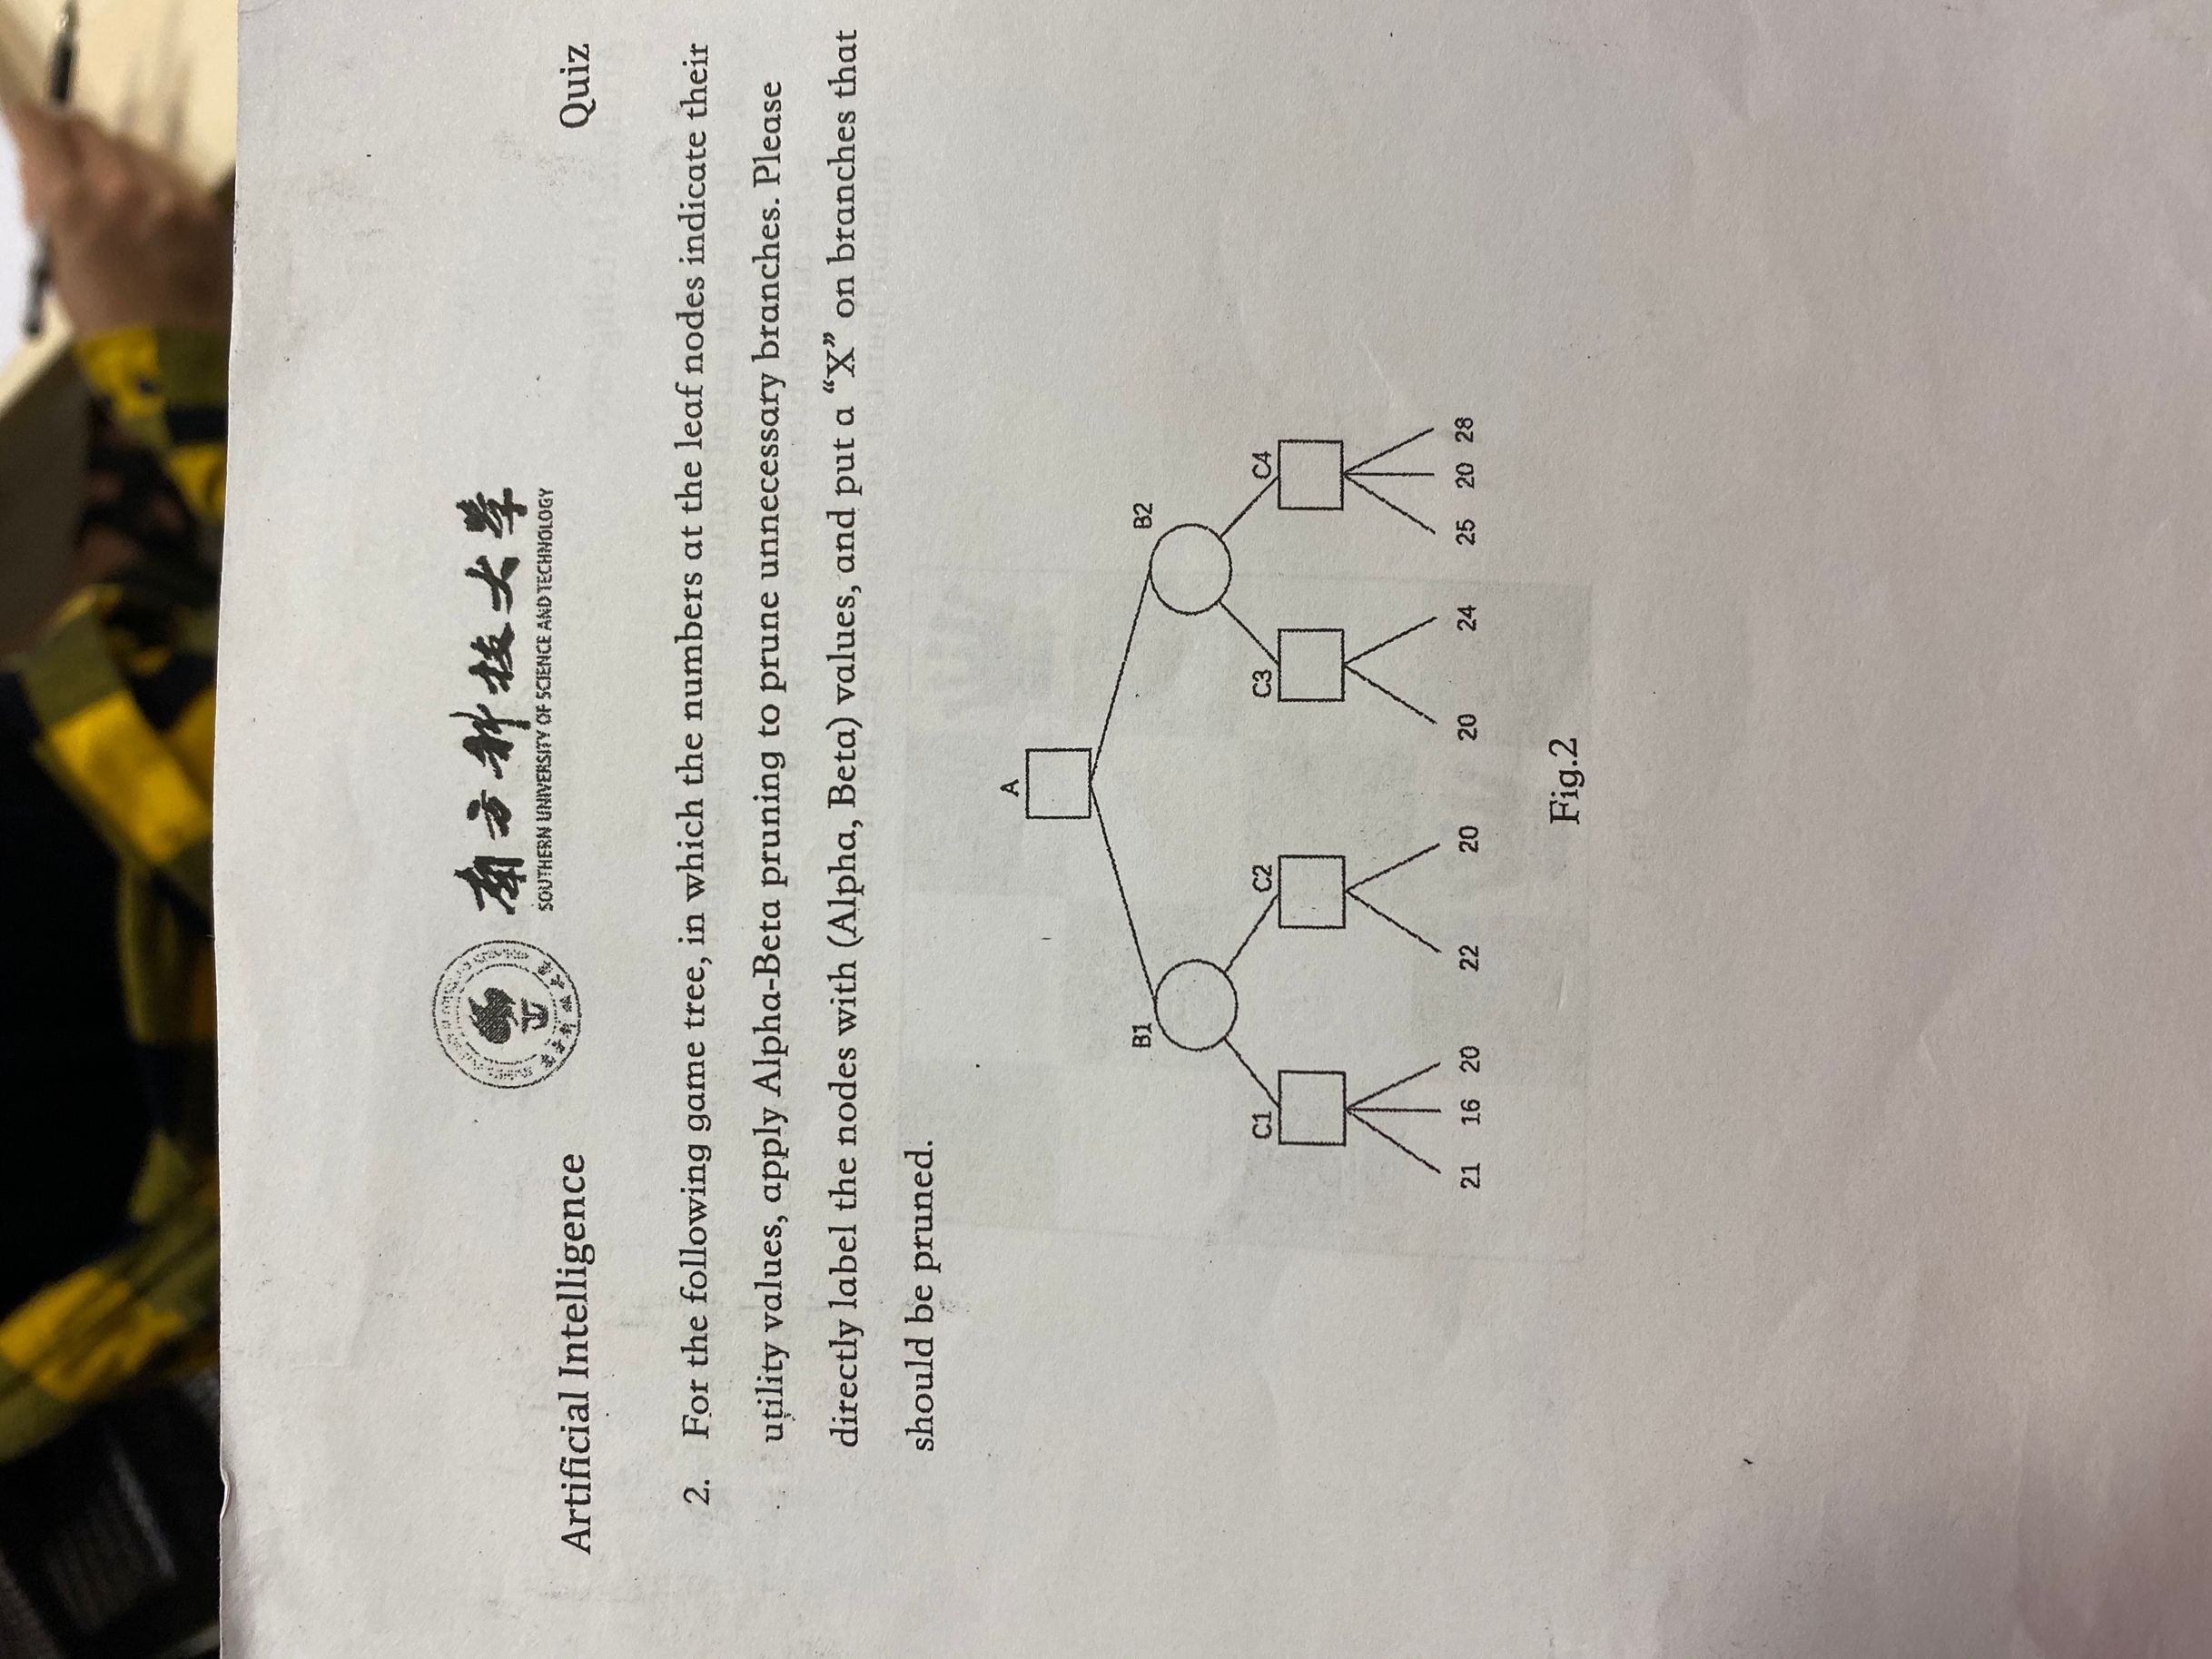 南方科技大学
SOUTHERN UNIVERSITY OF SCIENCE AND TECHNOLOGY
Artificial Intelligence
Quiz
2. For the following game tree, in which the numbers at the leaf nodes indicate their
utility values, apply Alpha-Beta pruning to prune unnecessary branches. Please
directly label the nodes with (Alpha, Beta) values, and put a “X” on branches that
should be pruned.
A
B1 B2
C1 C2 C3 C4
21 16 20 22 20 20 24 25 20 28
Fig.2